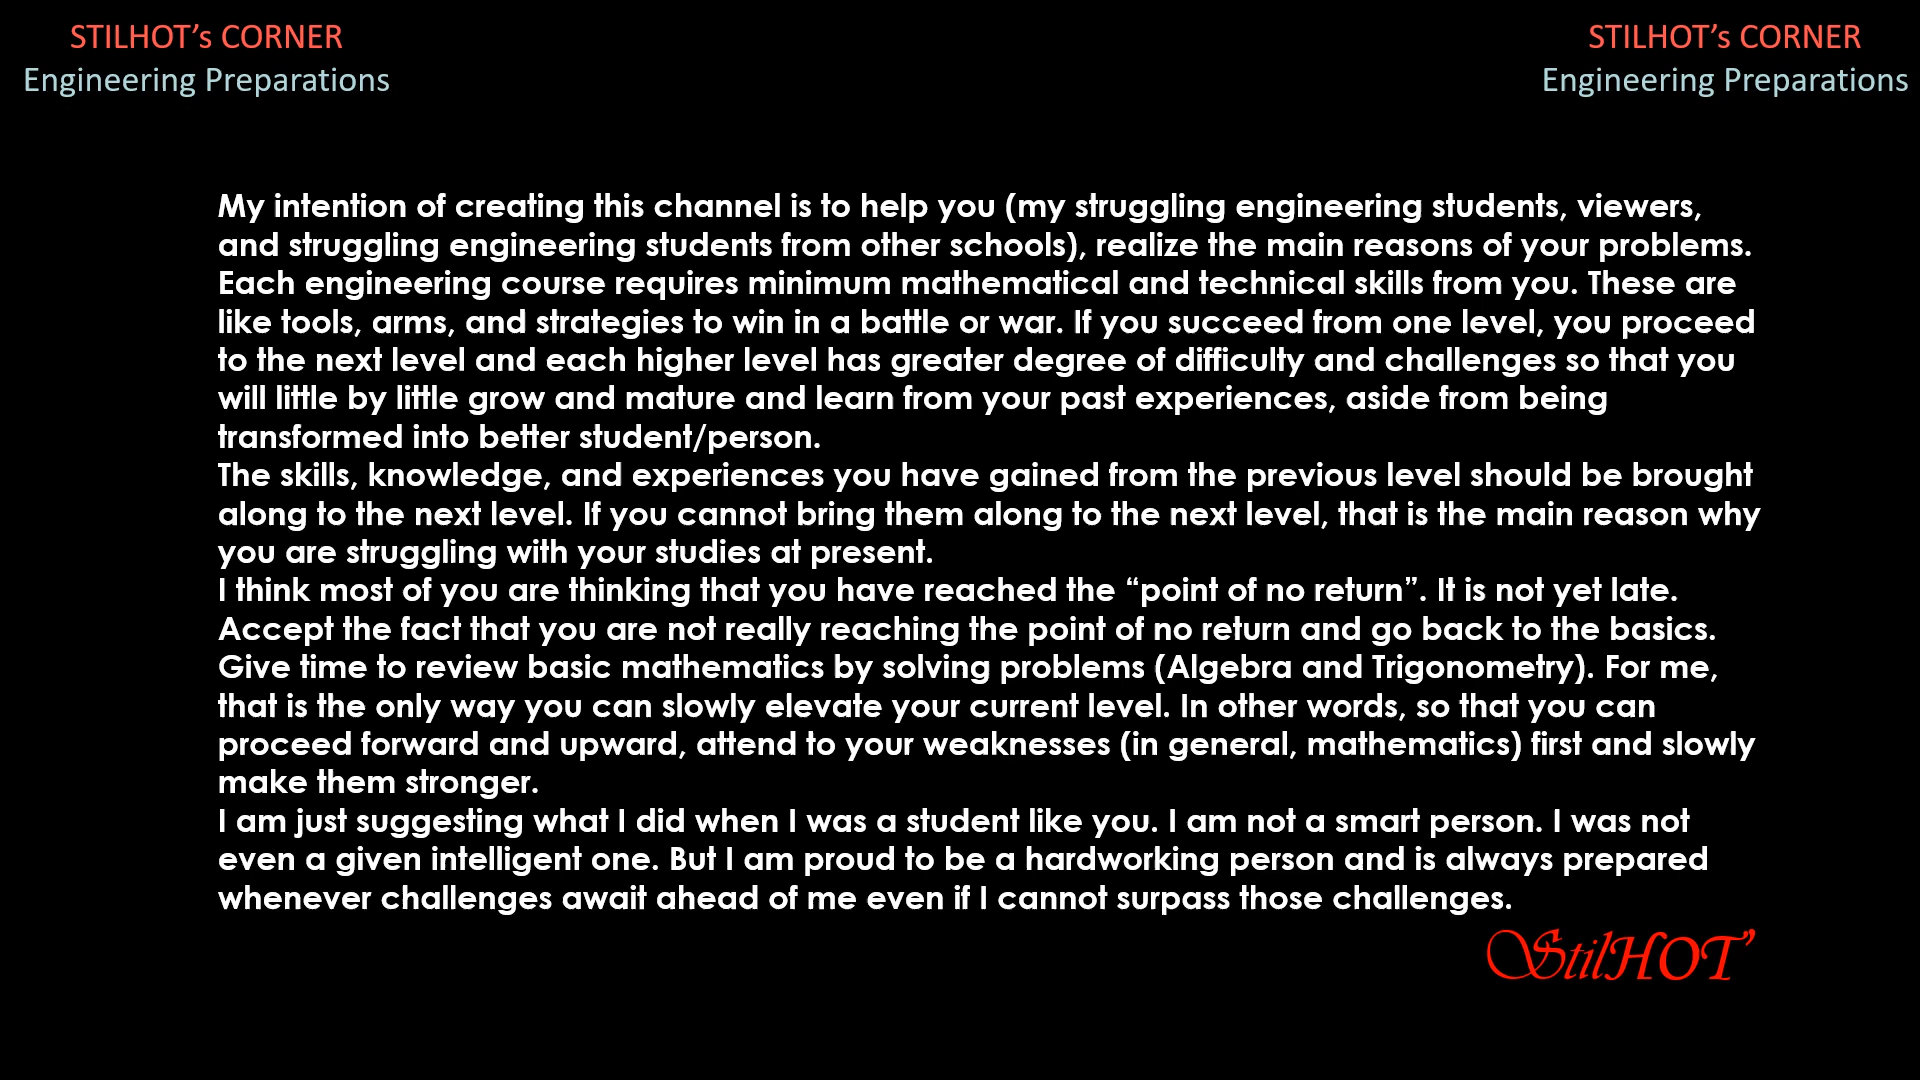 STILHOT’s CORNER
Engineering Preparations
STILHOT’s CORNER
Engineering Preparations
My intention of creating this channel is to help you (my struggling engineering students, viewers,
and struggling engineering students from other schools), realize the main reasons of your problems.
Each engineering course requires minimum mathematical and technical skills from you. These are
like tools, arms, and strategies to win in a battle or war. If you succeed from one level, you proceed
to the next level and each higher level has greater degree of difficulty and challenges so that you
will little by little grow and mature and learn from your past experiences, aside from being
transformed into better student/person.
The skills, knowledge, and experiences you have gained from the previous level should be brought
along to the next level. If you cannot bring them along to the next level, that is the main reason why
you are struggling with your studies at present.
I think most of you are thinking that you have reached the “point of no return”. It is not yet late.
Accept the fact that you are not really reaching the point of no return and go back to the basics.
Give time to review basic mathematics by solving problems (Algebra and Trigonometry). For me,
that is the only way you can slowly elevate your current level. In other words, so that you can
proceed forward and upward, attend to your weaknesses (in general, mathematics) first and slowly
make them stronger.
I am just suggesting what I did when I was a student like you. I am not a smart person. I was not
even a given intelligent one. But I am proud to be a hardworking person and is always prepared
whenever challenges await ahead of me even if I cannot surpass those challenges.
StilHOT’